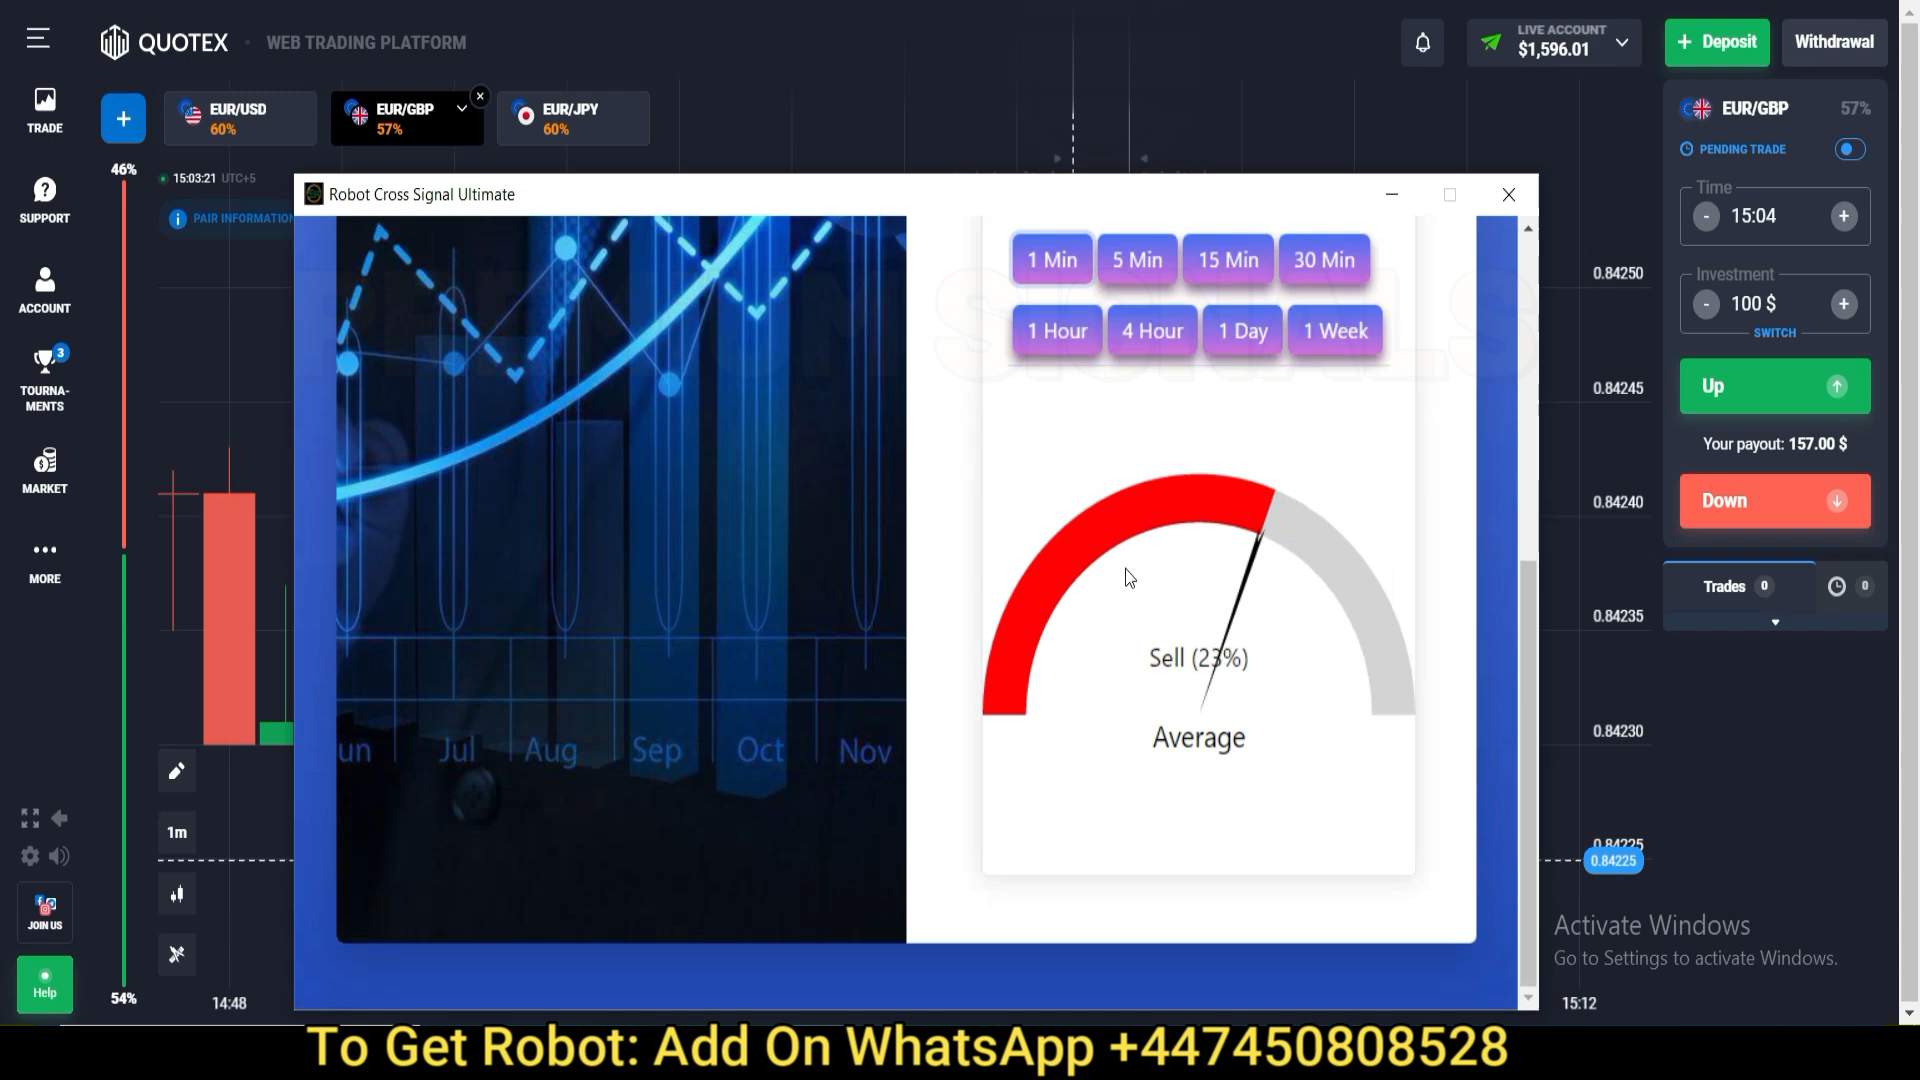 QUOTEX
WEB TRADING PLATFORM
LIVE ACCOUNT
$1,596.01
+ Deposit
Withdrawal
TRADE
SUPPORT
ACCOUNT
3
TOURNA-
MENTS
MARKET
MORE
JOIN US
Help
+
EUR/USD
60%
EUR/GBP
57%
EUR/JPY
60%
46%
54%
15:03:21 UTC+5
PAIR INFORMATION
1m
14:48
Robot Cross Signal Ultimate
1 Min
5 Min
15 Min
30 Min
1 Hour
4 Hour
1 Day
1 Week
SIGNALS
Sell (23%)
Average
un
Jul
Aug
Sep
Oct
Nov
0.84250
0.84245
0.84240
0.84235
0.84230
0.84225
0.84225
15:12
EUR/GBP
57%
PENDING TRADE
Time
- 15:04 +
Investment
- 100 $ +
SWITCH
Up
Your payout: 157.00 $
Down
Trades 0
0
Activate Windows
Go to Settings to activate Windows.
To Get Robot: Add On WhatsApp +447450808528